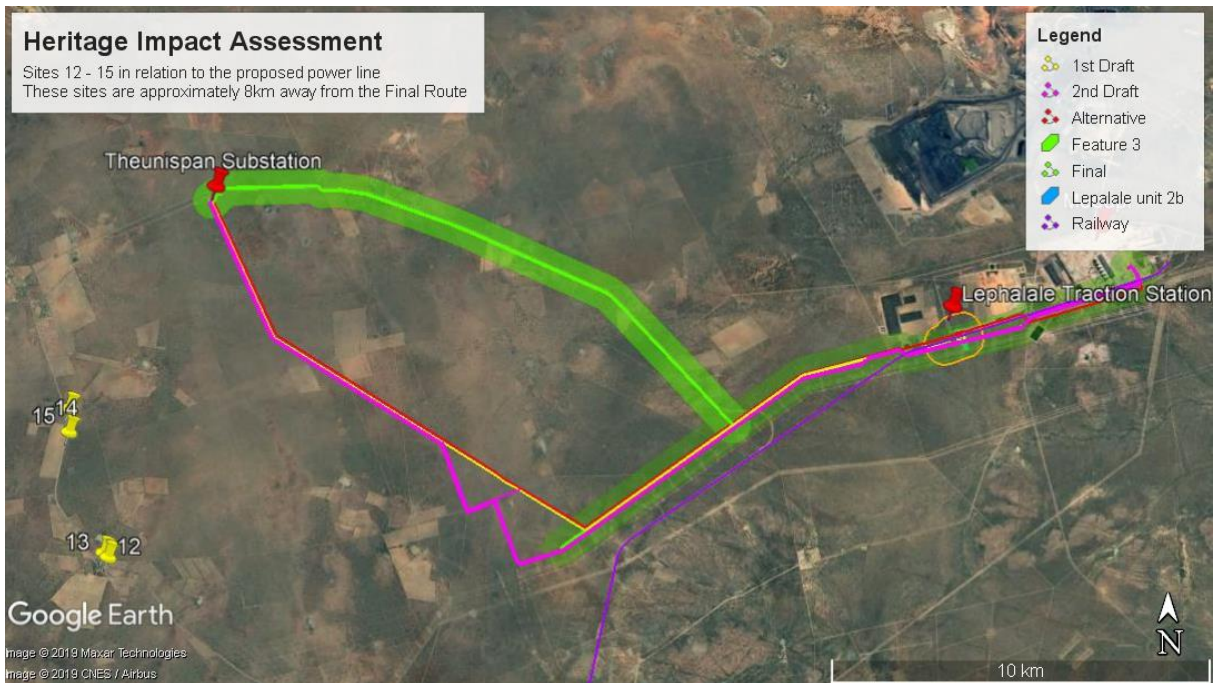 Heritage Impact Assessment
Sites 12 - 15 in relation to the proposed power line
These sites are approximately 8km away from the Final Route
Legend
1st Draft
2nd Draft
Alternative
Feature 3
Final
Lepalale unit 2b
Railway
Theunispan Substation
Lephalale Traction Station
15
14
13
12
Google Earth
mage © 2019 Maxar Technologies
mage © 2019 CNES / Airbus
N
10 km